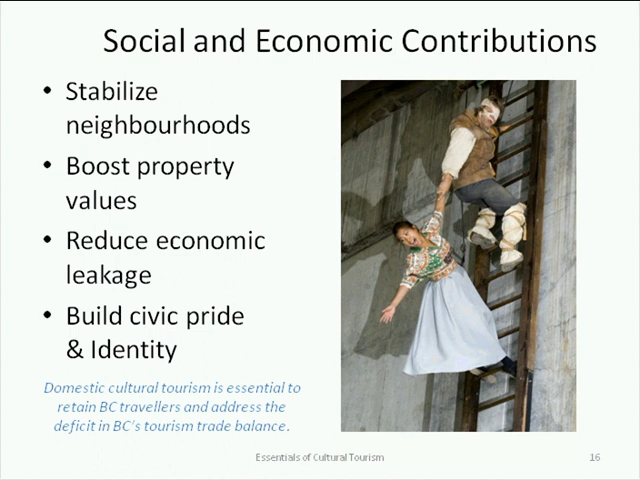 Social and Economic Contributions
• Stabilize
neighbourhoods
• Boost property
values
• Reduce economic
leakage
• Build civic pride
& Identity
Domestic cultural tourism is essential to
retain BC travellers and address the
deficit in BC's tourism trade balance.
Essentials of Cultural Tourism
16